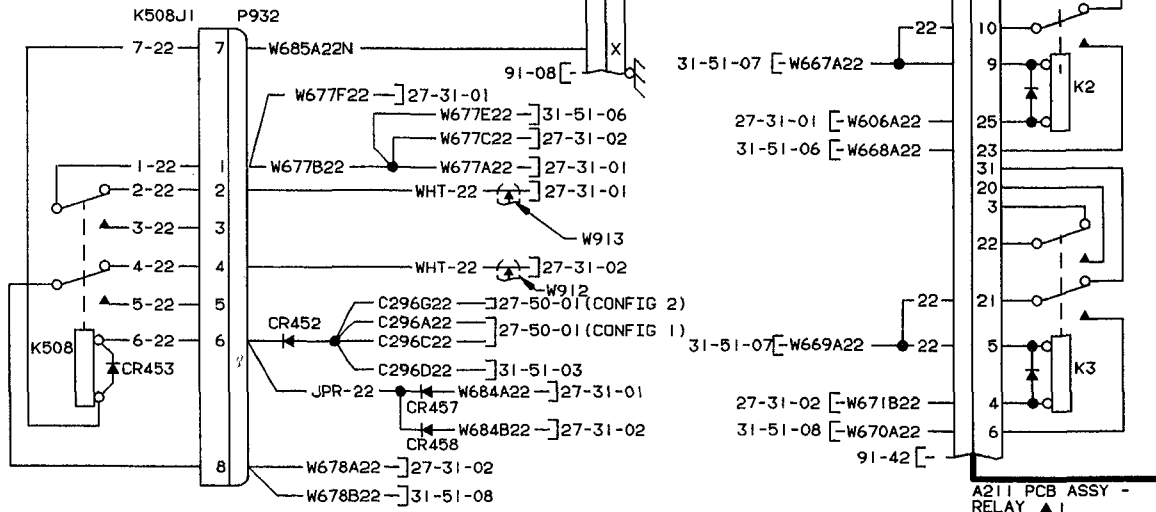 K508J1 P932
7-22 7 W685A22N X
91-08
W677F22 27-31-01
W677E22 31-51-06
W677C22 27-31-02
1-22 1 W677B22 W677A22 27-31-01
2-22 2 WHT-22 27-31-01
3-22 3
W913
4-22 4 WHT-22 27-31-02
W912
5-22 5
C296G22 27-50-01(CONFIG 2)
CR452 C296A22
27-50-01(CONFIG 1)
K508 6-22 6 C296C22
CR453
C296D22 31-51-03
JPR-22 W684A22 27-31-01
CR457
W684B22 27-31-02
CR458
8 W678A22 27-31-02
W678B22 31-51-08
22 10
31-51-07 W667A22 9
K2
27-31-01 W606A22 25
31-51-06 W668A22 23
31
20
3
22
22 21
31-51-07 W669A22 22 5
K3
27-31-02 W671B22 4
31-51-08 W670A22 6
91-42
A211 PCB ASSY -
RELAY ▲1